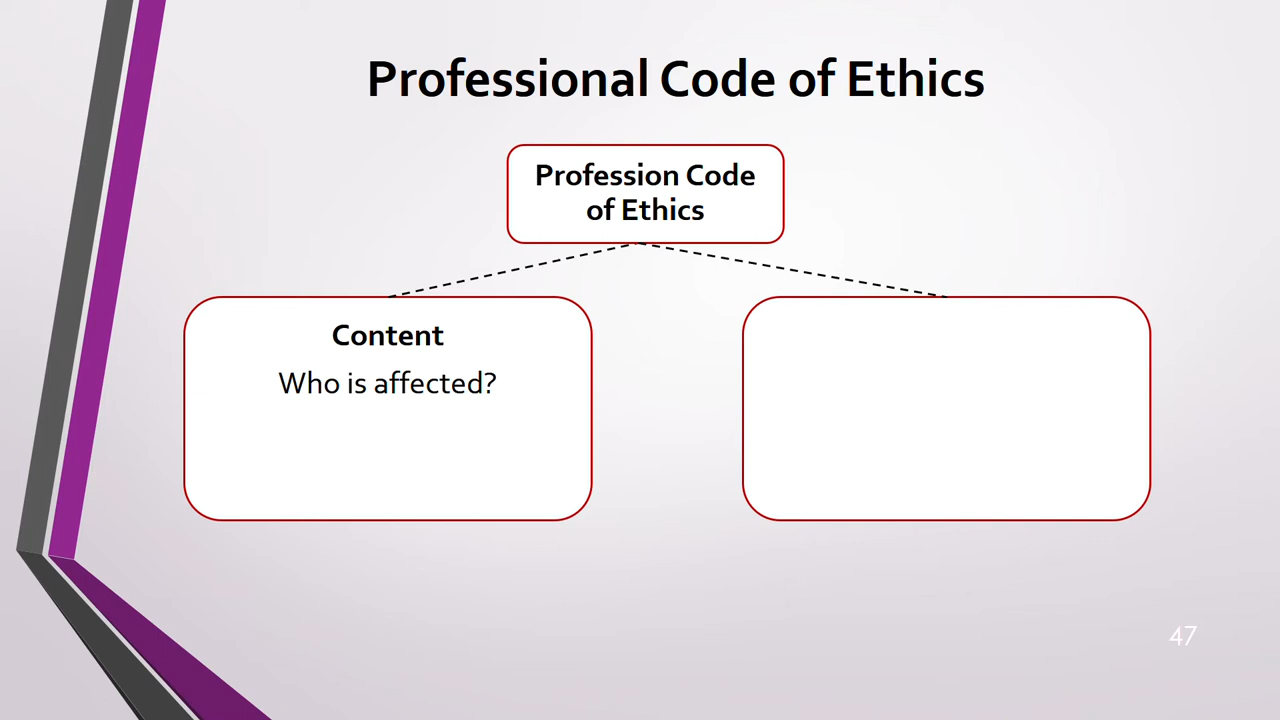 Professional Code of Ethics
Profession Code
of Ethics
Content
Who is affected?
47